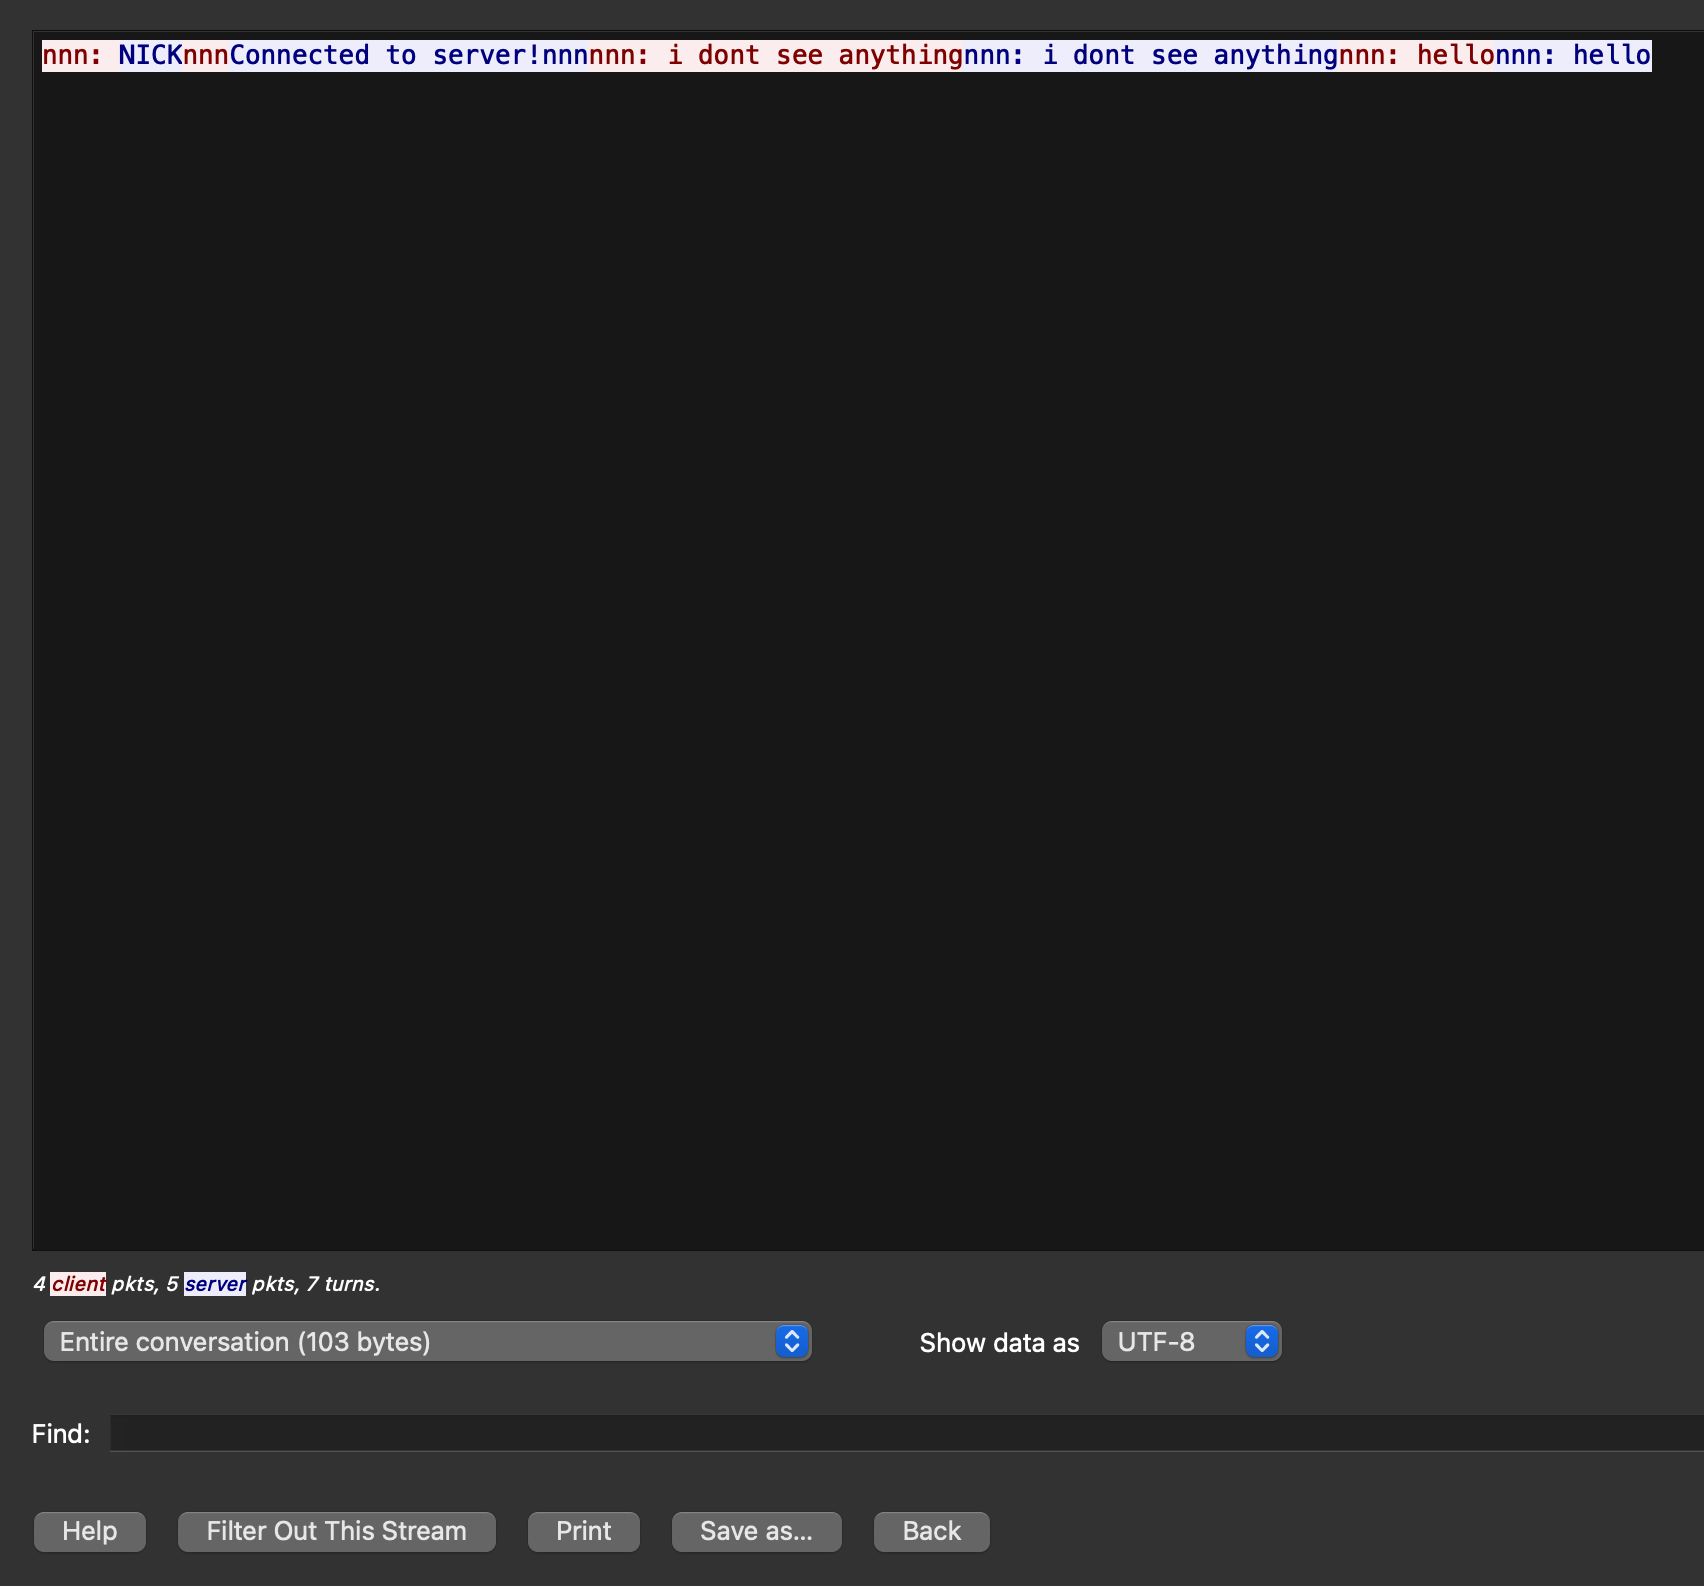 nnn: NICKnnnConnected to server!nnnnnn: i dont see anythingnnn: i dont see anythingnnn: hellonnn: hello
4 client pkts, 5 server pkts, 7 turns.
Entire conversation (103 bytes) Show data as UTF-8
Find:
Help Filter Out This Stream Print Save as... Back